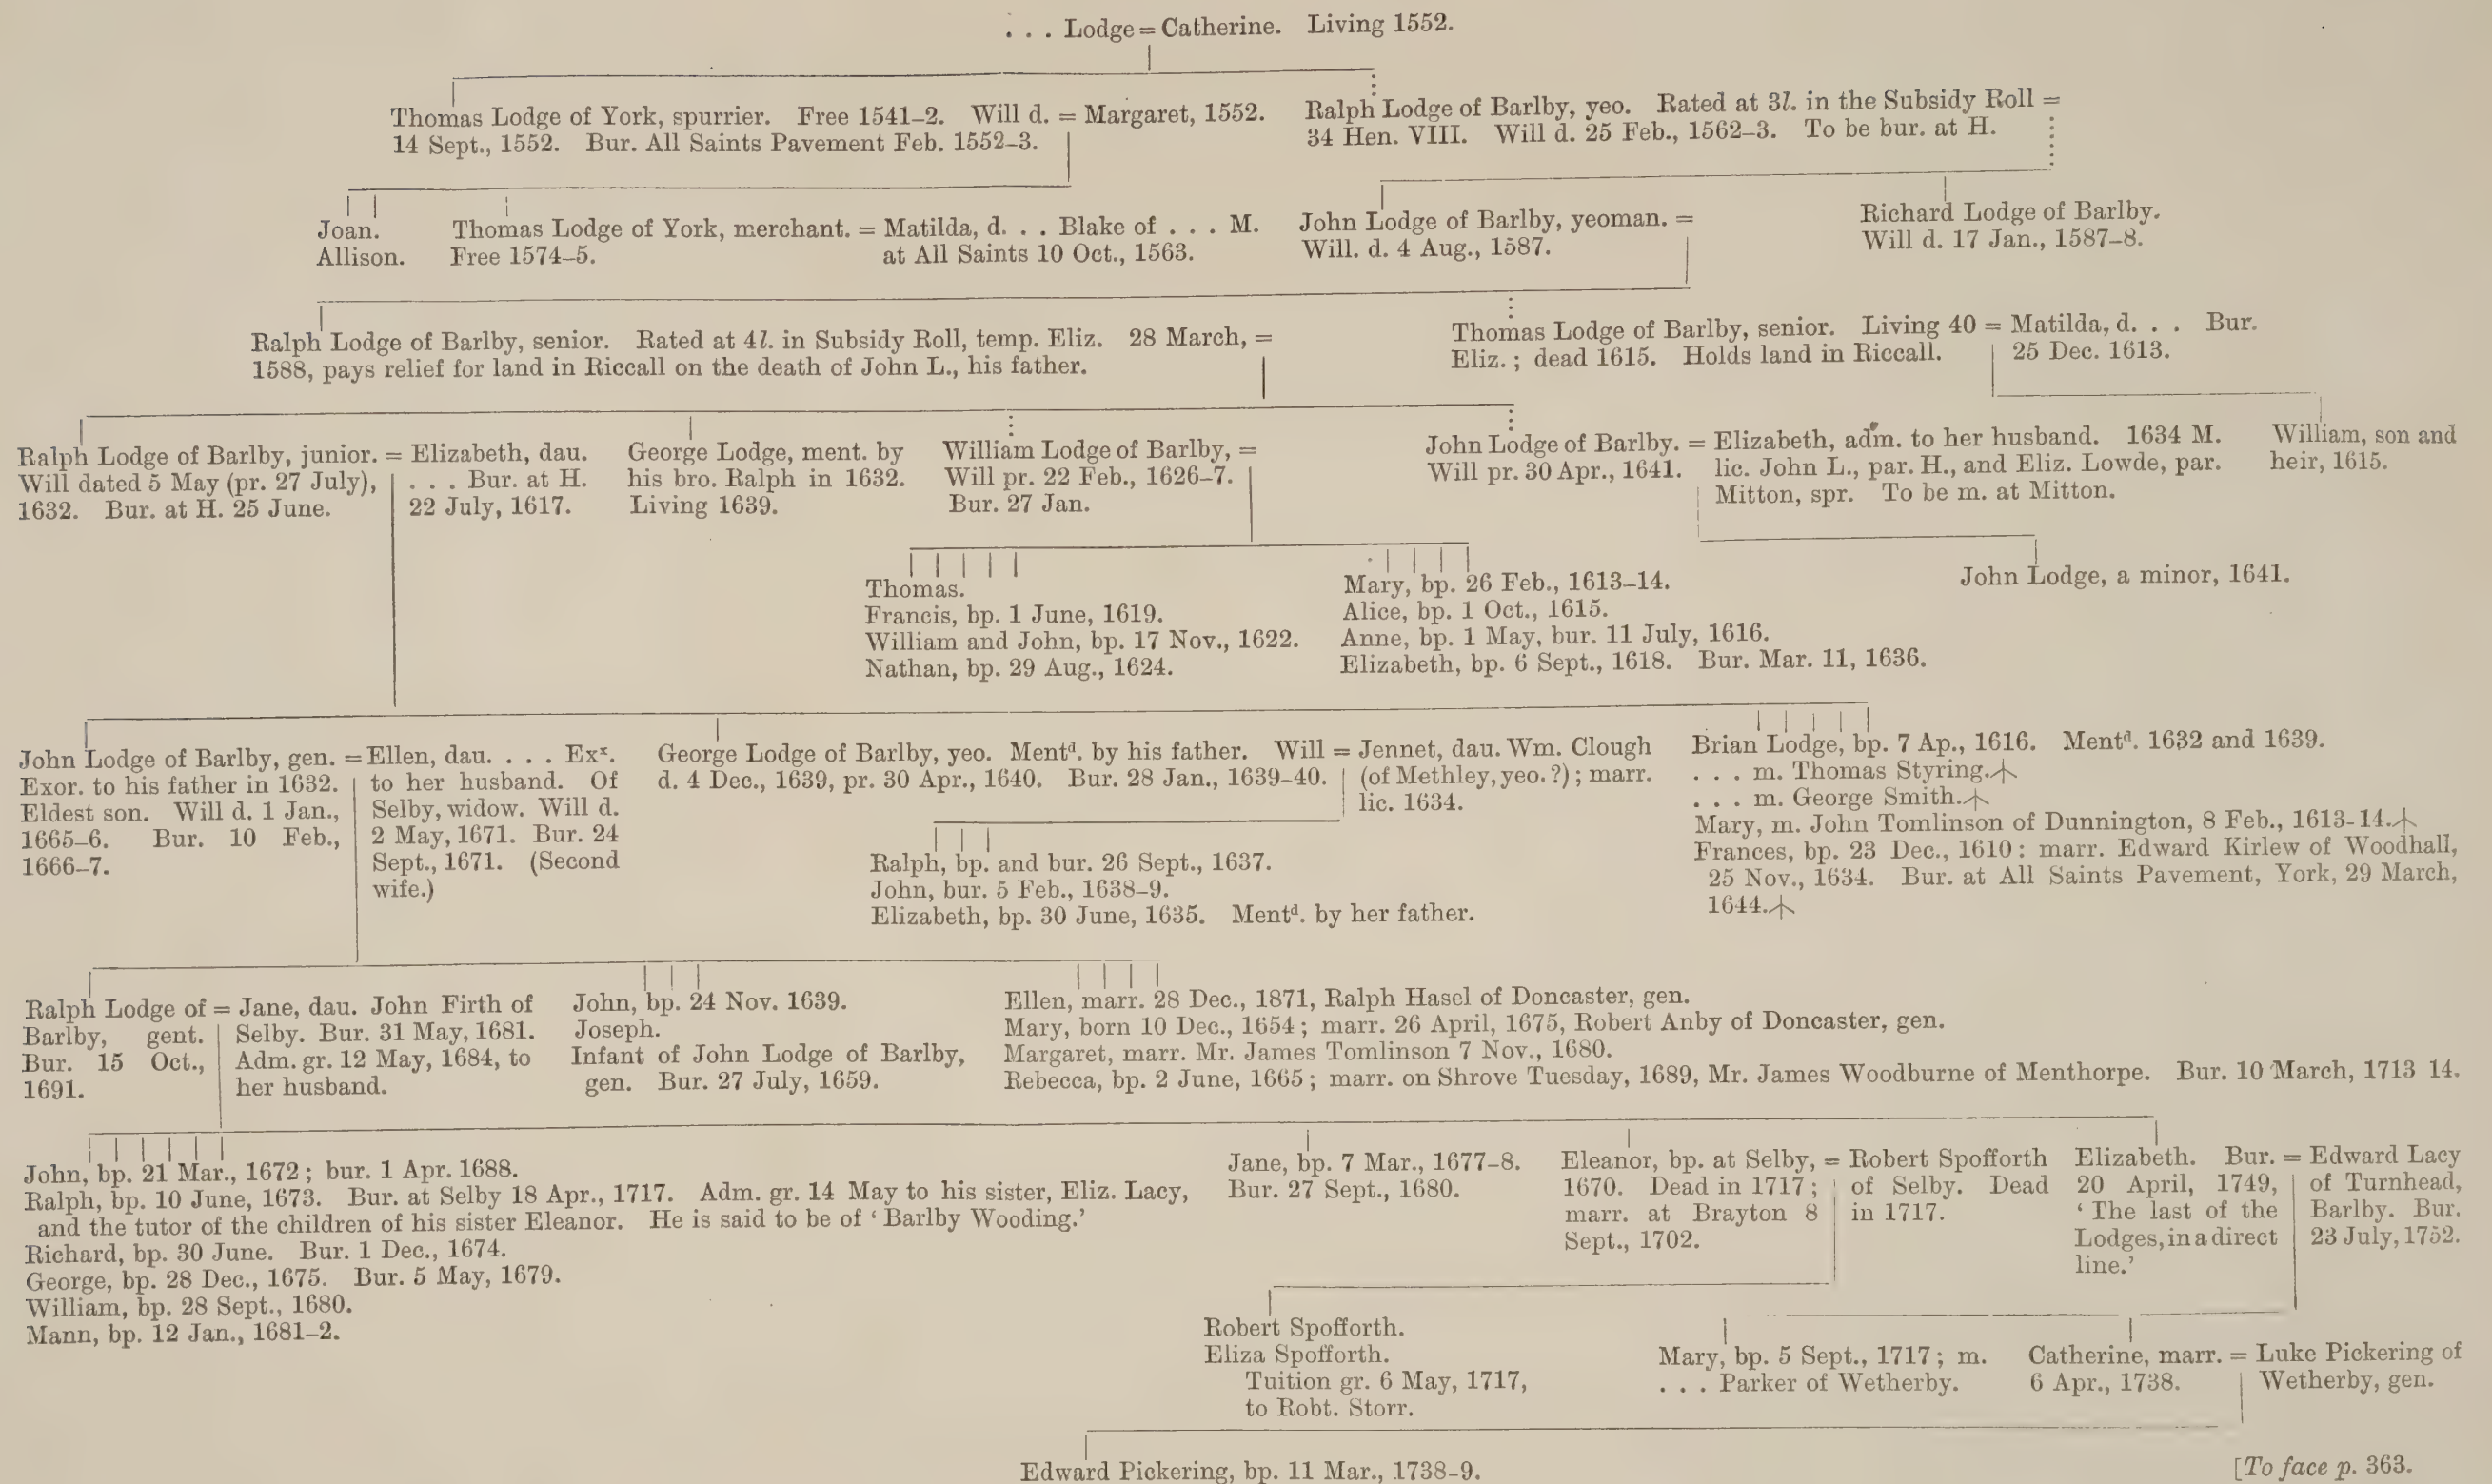 . . . Lodge = Catherine. Living 1552.
Thomas Lodge of York, spurrier. Free 1541–2. Will d. = Margaret, 1552.
14 Sept., 1552. Bur. All Saints Pavement Feb. 1552–3.
Ralph Lodge of Barlby, yeo. Rated at 3l. in the Subsidy Roll =
34 Hen. VIII. Will d. 25 Feb., 1562–3. To be bur. at H.
Joan.
Allison.
Thomas Lodge of York, merchant. = Matilda, d. . . Blake of . . . M.
Free 1574–5.
at All Saints 10 Oct., 1563.
John Lodge of Barlby, yeoman. =
Will. d. 4 Aug., 1587.
Richard Lodge of Barlby.
Will d. 17 Jan., 1587–8.
Ralph Lodge of Barlby, senior. Rated at 4l. in Subsidy Roll, temp. Eliz. 28 March, =
1588, pays relief for land in Riccall on the death of John L., his father.
Thomas Lodge of Barlby, senior. Living 40 = Matilda, d. . . Bur.
Eliz.; dead 1615. Holds land in Riccall.
25 Dec. 1613.
Ralph Lodge of Barlby, junior. = Elizabeth, dau.
Will dated 5 May (pr. 27 July), . . . Bur. at H.
1632. Bur. at H. 25 June. 22 July, 1617.
George Lodge, ment. by
his bro. Ralph in 1632.
Living 1639.
William Lodge of Barlby, =
Will pr. 22 Feb., 1626–7.
Bur. 27 Jan.
John Lodge of Barlby. = Elizabeth, adm. to her husband. 1634 M.
Will pr. 30 Apr., 1641. lic. John L., par. H., and Eliz. Lowde, par.
Mitton, spr. To be m. at Mitton.
William, son and
heir, 1615.
Thomas.
Francis, bp. 1 June, 1619.
William and John, bp. 17 Nov., 1622.
Nathan, bp. 29 Aug., 1624.
Mary, bp. 26 Feb., 1613–14.
Alice, bp. 1 Oct., 1615.
Anne, bp. 1 May, bur. 11 July, 1616.
Elizabeth, bp. 6 Sept., 1618. Bur. Mar. 11, 1636.
John Lodge, a minor, 1641.
John Lodge of Barlby, gen. = Ellen, dau. . . . Exx.
Exor. to his father in 1632. to her husband. Of
Eldest son. Will d. 1 Jan., Selby, widow. Will d.
1665–6. Bur. 10 Feb., 2 May, 1671. Bur. 24
1666–7. Sept., 1671. (Second
wife.)
George Lodge of Barlby, yeo. Mentd. by his father. Will = Jennet, dau. Wm. Clough
d. 4 Dec., 1639, pr. 30 Apr., 1640. Bur. 28 Jan., 1639–40. (of Methley, yeo.?); marr.
lic. 1634.
Ralph, bp. and bur. 26 Sept., 1637.
John, bur. 5 Feb., 1638–9.
Elizabeth, bp. 30 June, 1635. Mentd. by her father.
Brian Lodge, bp. 7 Ap., 1616. Mentd. 1632 and 1639.
. . . m. Thomas Styring.
. . . m. George Smith.
Mary, m. John Tomlinson of Dunnington, 8 Feb., 1613-14.
Frances, bp. 23 Dec., 1610: marr. Edward Kirlew of Woodhall,
25 Nov., 1634. Bur. at All Saints Pavement, York, 29 March,
1644.
Ralph Lodge of = Jane, dau. John Firth of
Barlby, gent. Selby. Bur. 31 May, 1681.
Bur. 15 Oct., Adm. gr. 12 May, 1684, to
1691. her husband.
John, bp. 24 Nov. 1639.
Joseph.
Infant of John Lodge of Barlby,
gen. Bur. 27 July, 1659.
Ellen, marr. 28 Dec., 1871, Ralph Hasel of Doncaster, gen.
Mary, born 10 Dec., 1654; marr. 26 April, 1675, Robert Anby of Doncaster, gen.
Margaret, marr. Mr. James Tomlinson 7 Nov., 1680.
Rebecca, bp. 2 June, 1665; marr. on Shrove Tuesday, 1689, Mr. James Woodburne of Menthorpe. Bur. 10 March, 1713 14.
John, bp. 21 Mar., 1672; bur. 1 Apr. 1688.
Ralph, bp. 10 June, 1673. Bur. at Selby 18 Apr., 1717. Adm. gr. 14 May to his sister, Eliz. Lacy,
and the tutor of the children of his sister Eleanor. He is said to be of ‘Barlby Wooding.’
Richard, bp. 30 June. Bur. 1 Dec., 1674.
George, bp. 28 Dec., 1675. Bur. 5 May, 1679.
William, bp. 28 Sept., 1680.
Mann, bp. 12 Jan., 1681–2.
Jane, bp. 7 Mar., 1677–8.
Bur. 27 Sept., 1680.
Eleanor, bp. at Selby, = Robert Spofforth
1670. Dead in 1717; of Selby. Dead
marr. at Brayton 8 in 1717.
Sept., 1702.
Elizabeth. Bur. = Edward Lacy
20 April, 1749, of Turnhead,
‘The last of the Barlby. Bur.
Lodges, in a direct 23 July, 1752.
line.’
Robert Spofforth.
Eliza Spofforth.
Tuition gr. 6 May, 1717,
to Robt. Storr.
Mary, bp. 5 Sept., 1717; m.
. . . Parker of Wetherby.
Catherine, marr. = Luke Pickering of
6 Apr., 1738. Wetherby, gen.
Edward Pickering, bp. 11 Mar., 1738–9.
[To face p. 363.